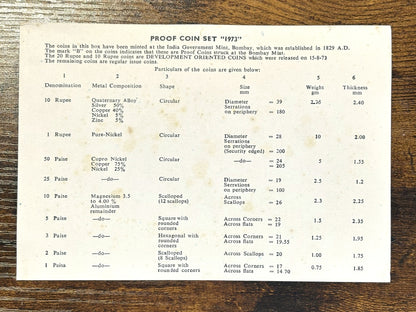 PROOF COIN SET "1973"
The coins in this box have been minted at the India Government Mint, Bombay, which was established in 1829 A.D.
The mark "B" on the coins indicates that these are Proof Coins struck at the Bombay Mint.
The 20 Rupee and 10 Rupee coins are DEVELOPMENT ORIENTED COINS which were released on 15-8-73
The remaining coins are regular issue coins.
Particulars of the coins are given below:
1 2 3 4 5 6
Denomination Metal Composition Shape Size Weight Thickness
mm gm mm
10 Rupee Quaternary Alloy Circular Diameter = 39 2.40
Silver 50% Serrations
Copper 40% on periphery = 180
Nickel 5%
Zinc 5%
1 Rupee Pure-Nickel Circular Diameter = 28 10 2.00
Serrations
on periphery
(Security edged) = 200
50 Paise Cupro Nickel Circular —do— = 24 5 1.35
Copper 75% = 205
Nickel 25%
25 Paise —do— Circular Diameter = 19 2.5 1.2
Serrations
on periphery = 100
10 Paise Magnesium 3.5 Scalloped Across 2.3 2.25
to 4.00 % (12 scallops) Scallops = 26
Aluminium
remainder
5 Paise —do— Square with Across Corners = 22 1.5 2.35
rounded Across flats = 19
corners
3 Paise —do— Hexagonal with Across Corners = 21 1.25 1.95
rounded corners Across flats = 19.55
2 Paise —do— Scalloped Across Scallops = 20 1.00 1.75
(8 Scallops)
1 Paisa —do— Square with Across Corners = 17 0.75 1.85
rounded corners Across flats = 14.70